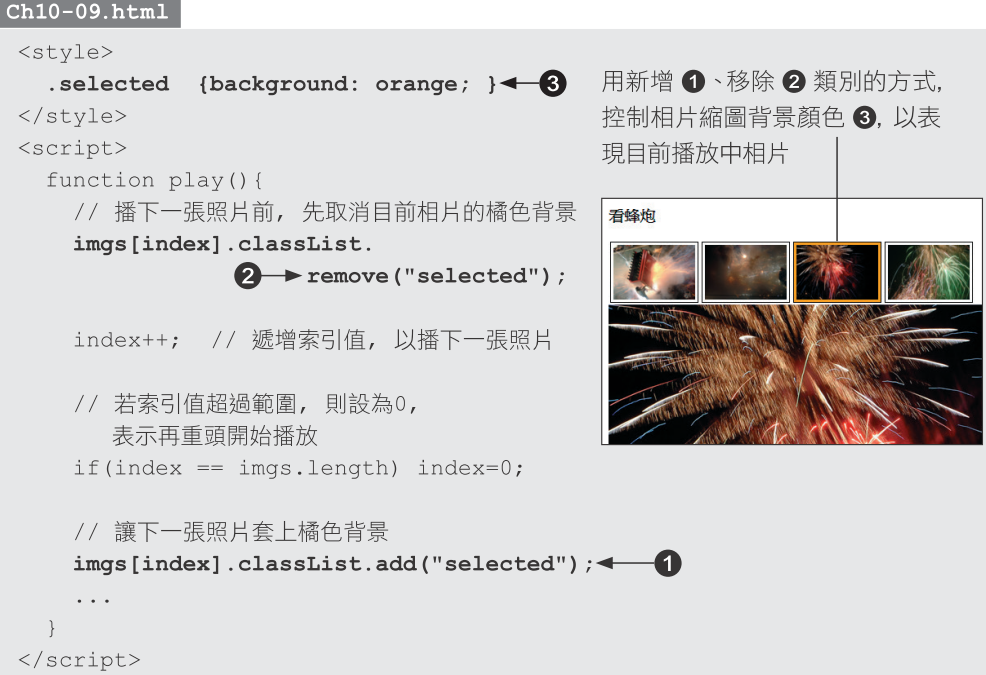 Ch10-09.html
<style>
.selected {background: orange; } ❸
</style>
<script>
function play(){
// 播下一張照片前, 先取消目前相片的橘色背景
imgs[index].classList.
❷ remove("selected");
index++; // 遞增索引值, 以播下一張照片
// 若索引值超過範圍, 則設為0,
表示再重頭開始播放
if(index == imgs.length) index=0;
// 讓下一張照片套上橘色背景
imgs[index].classList.add("selected"); ❶
...
}
</script>
用新增 ❶、移除 ❷ 類別的方式,
控制相片縮圖背景顏色 ❸, 以表
現目前播放中相片
看蜂炮